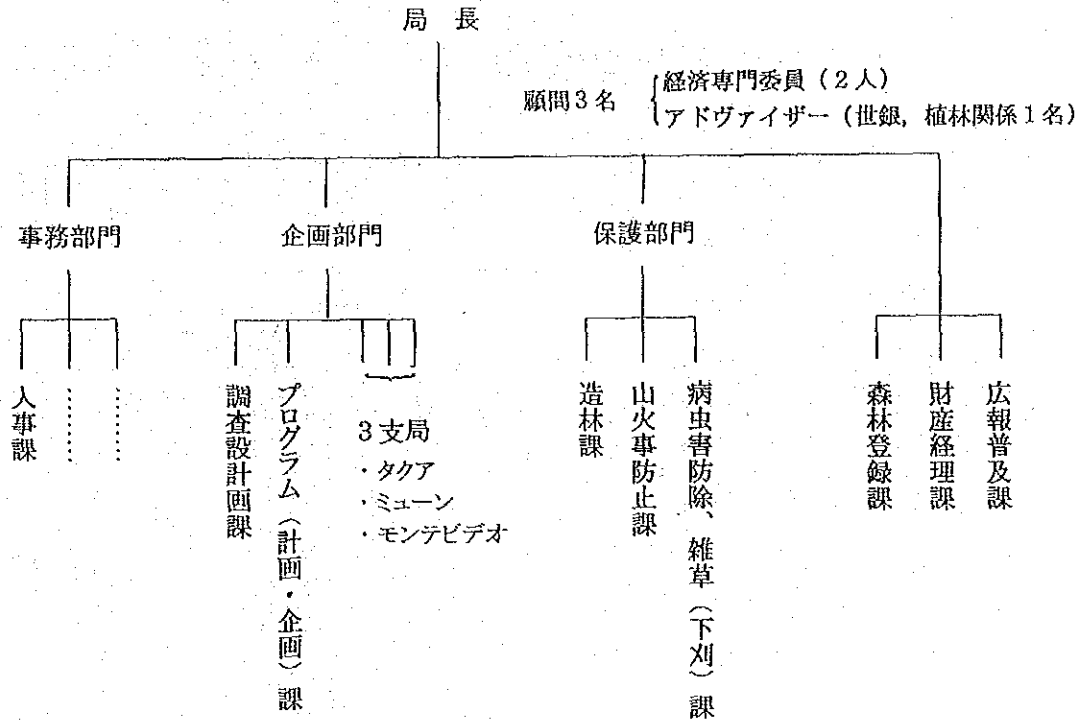 局長
顧問3名
経済専門委員(2人)
アドヴァイザー(世銀,植林関係1名)
事務部門
企画部門
保護部門
人事課
………
………
調査設計画課
プログラム(計画・企画)課
3支局
・タクア
・ミューン
・モンテビデオ
造林課
山火事防止課
病虫害防除、雑草(下刈)課
森林登録課
財産経理課
広報普及課